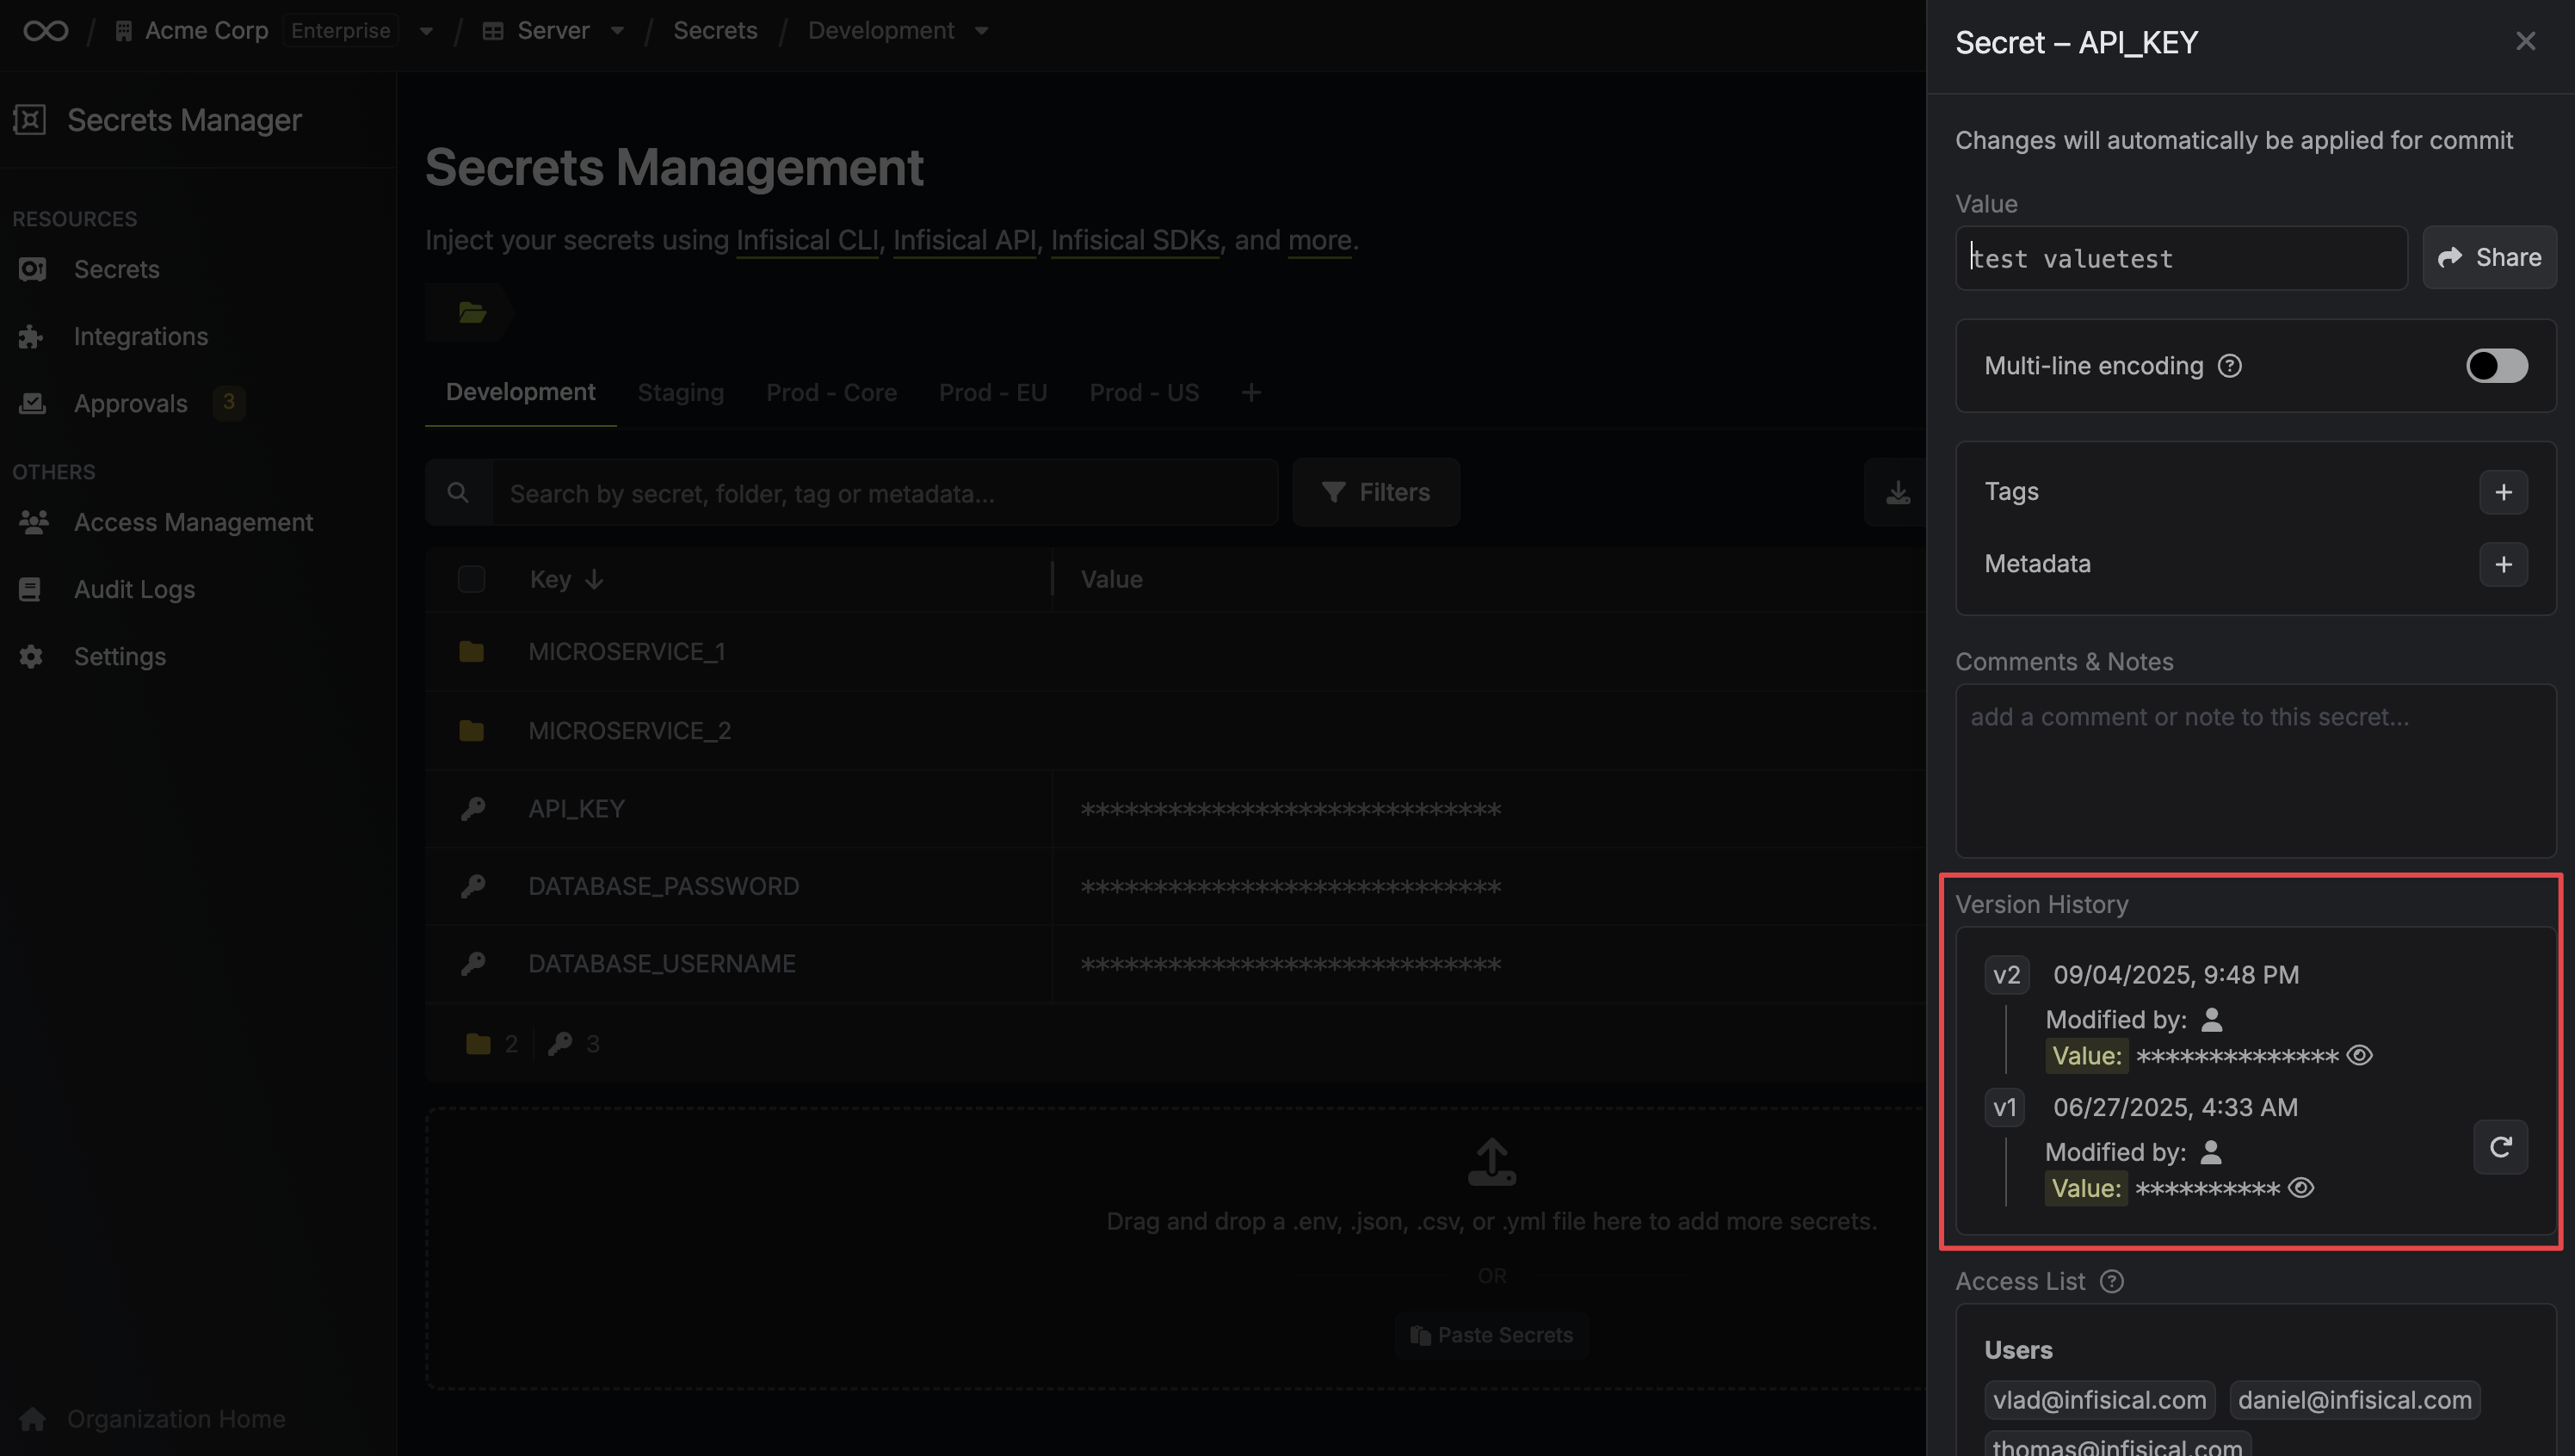 / Acme Corp Enterprise / Server / Secrets / Development
Secrets Manager
RESOURCES
Secrets
Integrations
Approvals 3
OTHERS
Access Management
Audit Logs
Settings
Organization Home
Secrets Management
Inject your secrets using Infisical CLI, Infisical API, Infisical SDKs, and more.
Development Staging Prod - Core Prod - EU Prod - US +
Search by secret, folder, tag or metadata... Filters
Key Value
MICROSERVICE_1
MICROSERVICE_2
API_KEY *****************************
DATABASE_PASSWORD *****************************
DATABASE_USERNAME *****************************
2 3
Drag and drop a .env, .json, .csv, or .yml file here to add more secrets.
OR
Paste Secrets
Secret – API_KEY
Changes will automatically be applied for commit
Value
test valuetest Share
Multi-line encoding ?
Tags +
Metadata +
Comments & Notes
add a comment or note to this secret...
Version History
v2 09/04/2025, 9:48 PM
Modified by:
Value: **************
v1 06/27/2025, 4:33 AM
Modified by:
Value: **********
Access List ?
Users
vlad@infisical.com daniel@infisical.com
thomas@infisical.com